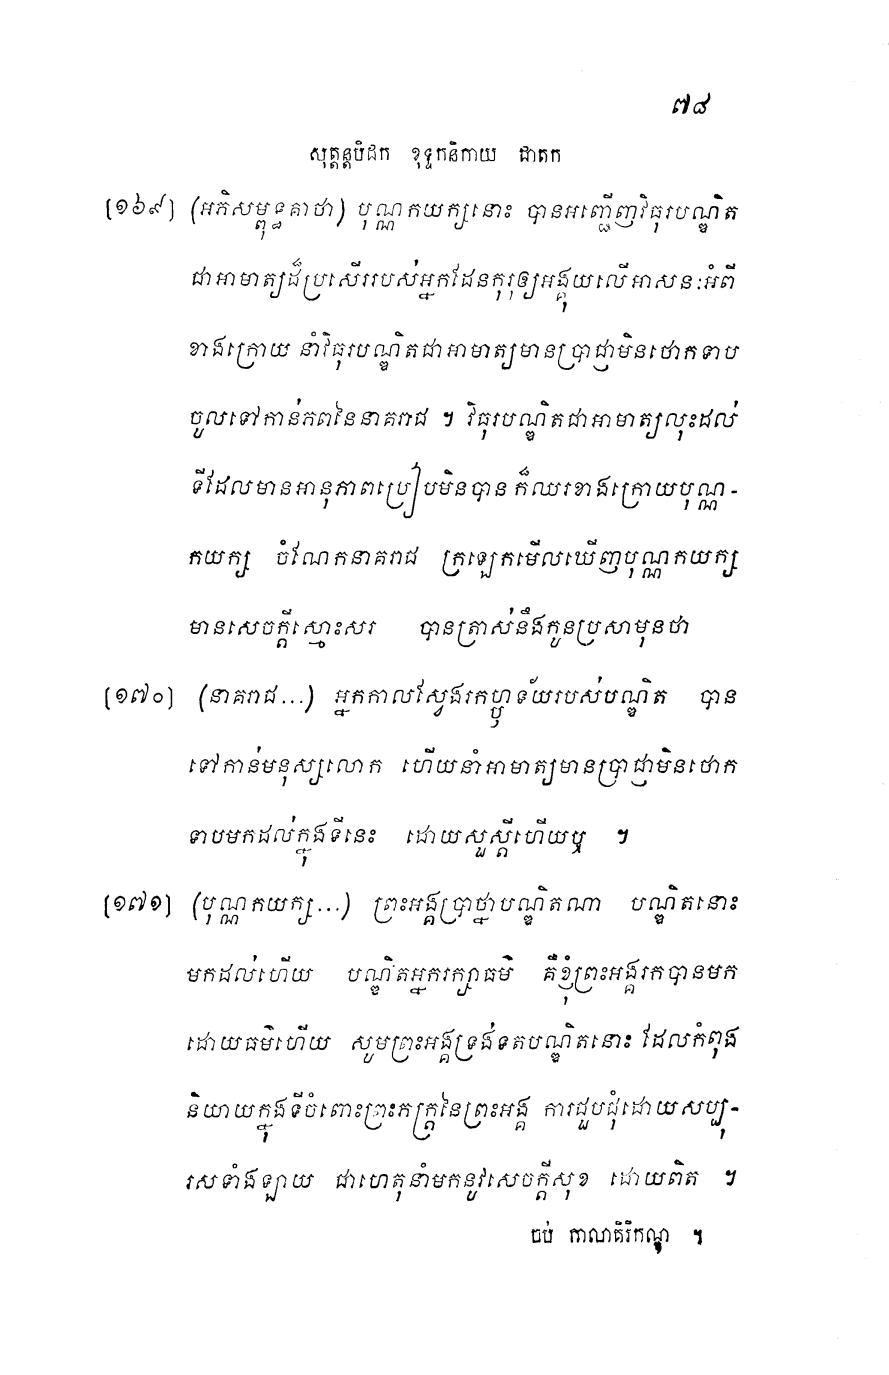 ៧៨
សុត្តន្តបិដក ខុទ្ទកនិកាយ ជាតក
[១៦៩] (អភិសម្ពុទ្ធគាថា) បុណ្ណកយក្សនោះ បានអញ្ជើញវិធុរបណ្ឌិត
ជាអាមាត្យដ៏ប្រសើររបស់អ្នកដែនកុរុឲ្យអង្គុយលើអាសនៈអំពី
ខាងក្រោយ នាំវិធុរបណ្ឌិតជាអាមាត្យមានប្រាជ្ញាមិនថោកទាប
ចូលទៅកាន់ភពនៃនាគរាជ ។ វិធុរបណ្ឌិតជាអាមាត្យលុះដល់
ទីដែលមានអានុភាពប្រៀបមិនបាន ក៏ឈរខាងក្រោយបុណ្ណ-
កយក្ស ចំណែកនាគរាជ ក្រឡេកមើលឃើញបុណ្ណកយក្ស
មានសេចក្តីស្មោះសរ បានត្រាស់នឹងកូនប្រសាមុនថា
[១៧០] (នាគរាជ...) អ្នកកាលស្វែងរកហ្ឫទ័យរបស់បណ្ឌិត បាន
ទៅកាន់មនុស្សលោក ហើយនាំអាមាត្យមានប្រាជ្ញាមិនថោក
ទាបមកដល់ក្នុងទីនេះ ដោយសួស្តីហើយឬ ។
[១៧១] (បុណ្ណកយក្ស...) ព្រះអង្គប្រាថ្នាបណ្ឌិតណា បណ្ឌិតនោះ
មកដល់ហើយ បណ្ឌិតអ្នករក្សាធម៌ គឺខ្ញុំព្រះអង្គរកបានមក
ដោយធម៌ហើយ សូមព្រះអង្គទ្រង់ទតបណ្ឌិតនោះ ដែលកំពុង
និយាយក្នុងទីចំពោះព្រះភក្ត្រនៃព្រះអង្គ ការជួបជុំដោយសប្បុ-
រសទាំងឡាយ ជាហេតុនាំមកនូវសេចក្តីសុខ ដោយពិត ។
ចប់ កាណគិរីកណ្ឌ ។